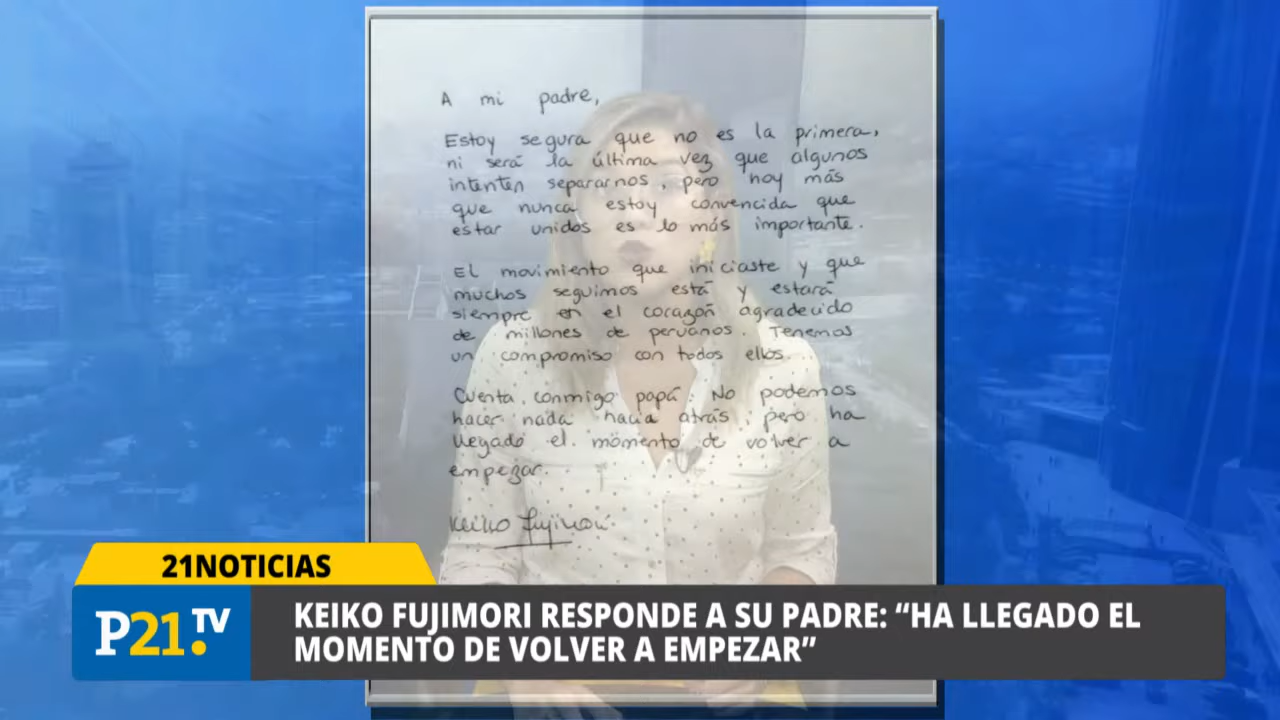 A mi padre,
Estoy segura que no es la primera,
ni será la última vez que algunos
intenten separarnos, pero hoy más
que nunca estoy convencida que
estar unidos es lo más importante.
El movimiento que iniciaste y que
muchos seguimos está y estará
siempre en el corazón agradecido
de millones de peruanos. Tenemos
un compromiso con todos ellos.
Cuenta conmigo papá. No podemos
hacer nada hacia atrás, pero ha
llegado el momento de volver a
empezar.
Keiko Fujimori
21NOTICIAS
P21.TV
KEIKO FUJIMORI RESPONDE A SU PADRE: “HA LLEGADO EL
MOMENTO DE VOLVER A EMPEZAR”